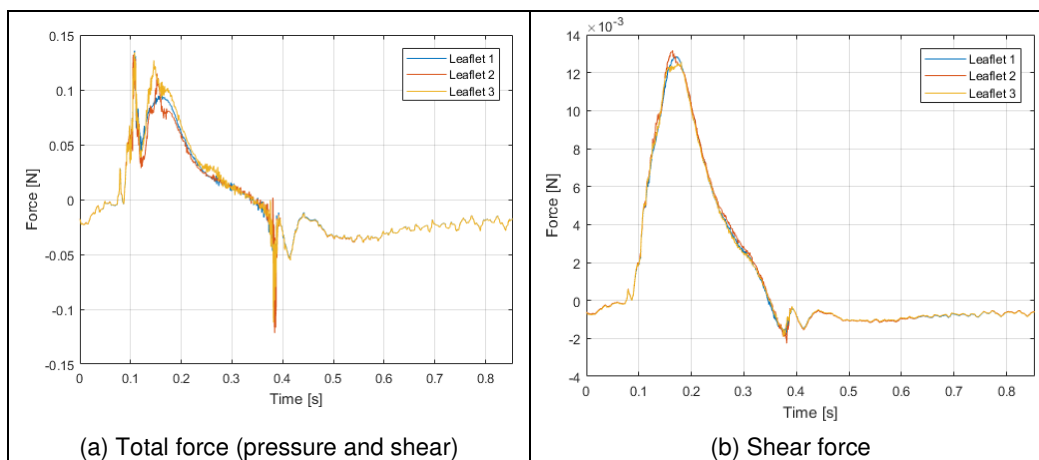 0.15
0.1
0.05
0
-0.05
-0.1
-0.15
Force [N]
0 0.1 0.2 0.3 0.4 0.5 0.6 0.7 0.8
Time [s]
Leaflet 1
Leaflet 2
Leaflet 3
(a) Total force (pressure and shear)
×10⁻³
14
12
10
8
6
4
2
0
-2
-4
Force [N]
0 0.1 0.2 0.3 0.4 0.5 0.6 0.7 0.8
Time [s]
Leaflet 1
Leaflet 2
Leaflet 3
(b) Shear force